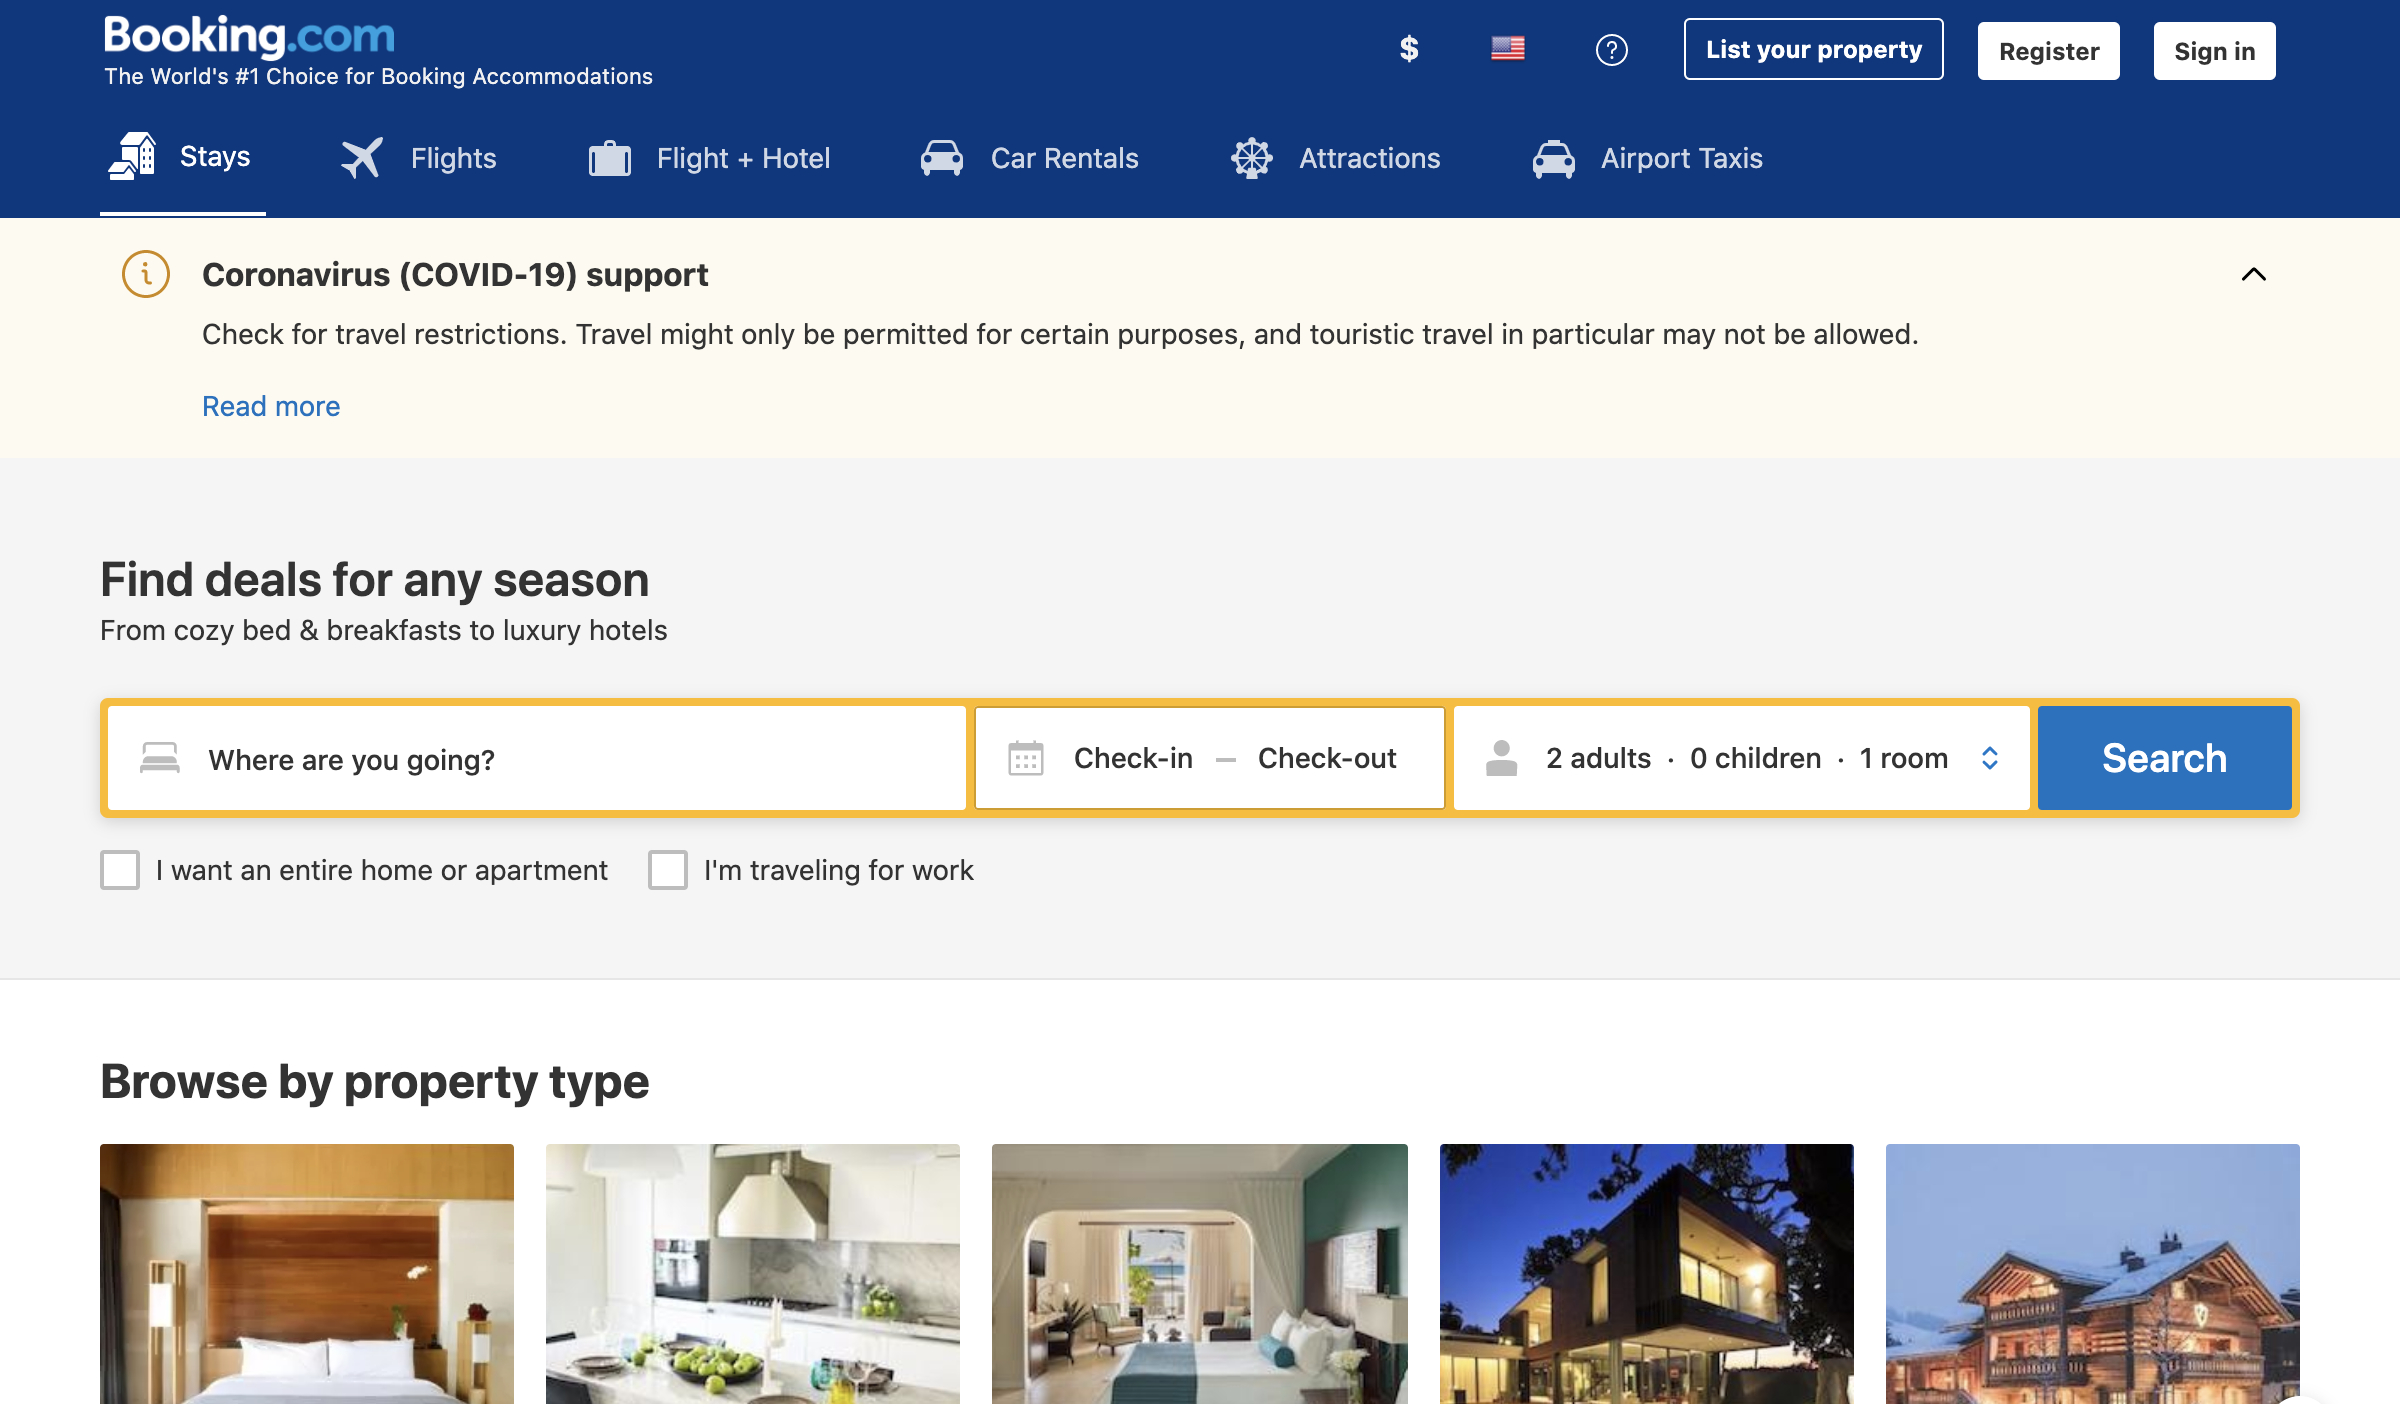 Booking.com
The World's #1 Choice for Booking Accommodations
$
?
List your property
Register
Sign in
Stays
Flights
Flight + Hotel
Car Rentals
Attractions
Airport Taxis
i
Coronavirus (COVID-19) support
Check for travel restrictions. Travel might only be permitted for certain purposes, and touristic travel in particular may not be allowed.
Read more
Find deals for any season
From cozy bed & breakfasts to luxury hotels
Where are you going?
Check-in — Check-out
2 adults · 0 children · 1 room
Search
I want an entire home or apartment
I'm traveling for work
Browse by property type